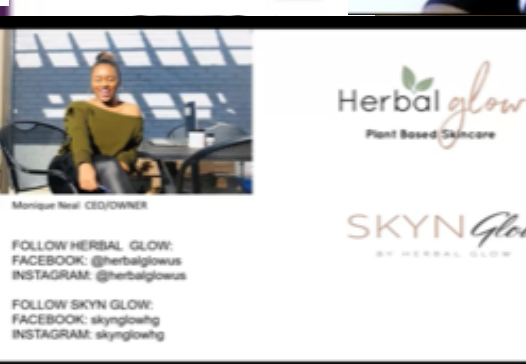 Monique Neal CEO/OWNER
FOLLOW HERBAL GLOW:
FACEBOOK: @herbalglowus
INSTAGRAM: @herbalglowus
FOLLOW SKYN GLOW:
FACEBOOK: skynglowhg
INSTAGRAM: skynglowhg
Herbal glow
Plant Based Skincare
SKYN Glow
BY HERBAL GLOW